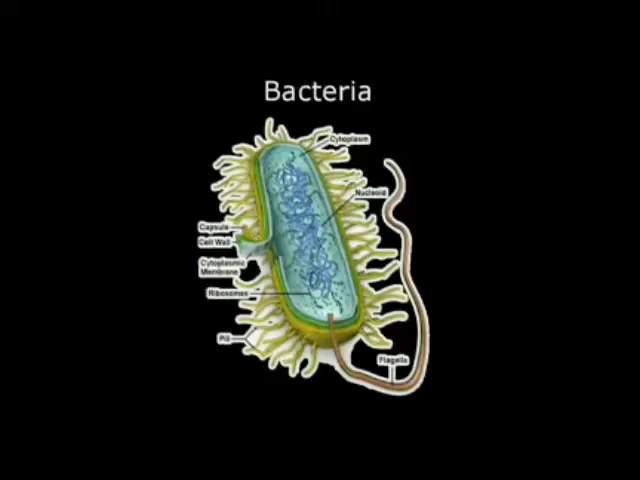 Bacteria
Cytoplasm
Nucleoid
Capsule
Cell Wall
Cytoplasmic
Membrane
Ribosomes
Pili
Flagella